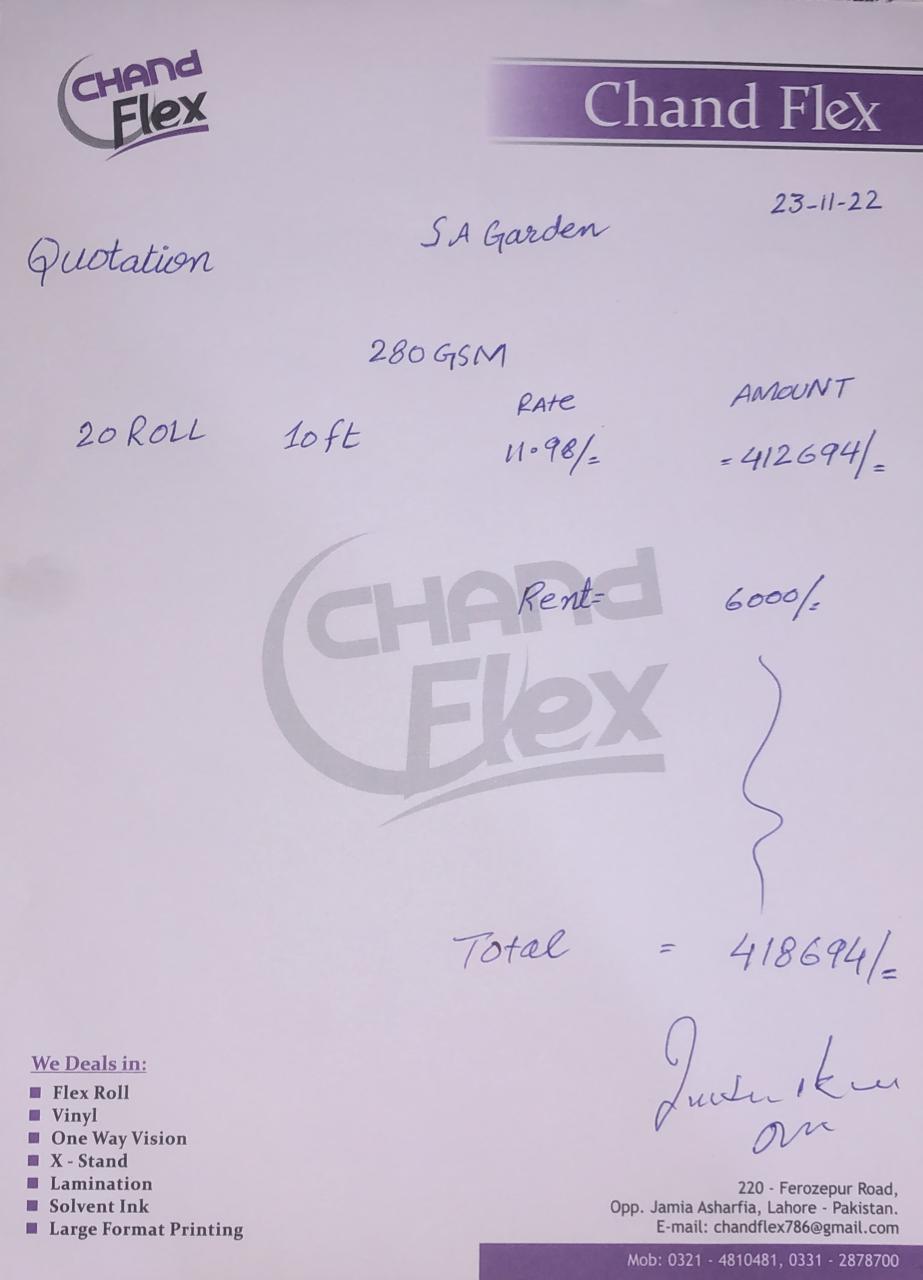 CHAND
Flex
Chand Flex
23-11-22
S A Garden
Quotation
280 GSM
RATE AMOUNT
20 ROLL 10 ft 11.98/= = 412694/=
Rent= 6000/=
CHAND
Flex
Total = 418694/=
We Deals in:
Flex Roll
Vinyl
One Way Vision
X - Stand
Lamination
Solvent Ink
Large Format Printing
220 - Ferozepur Road,
Opp. Jamia Asharfia, Lahore - Pakistan.
E-mail: chandflex786@gmail.com
Mob: 0321 - 4810481, 0331 - 2878700